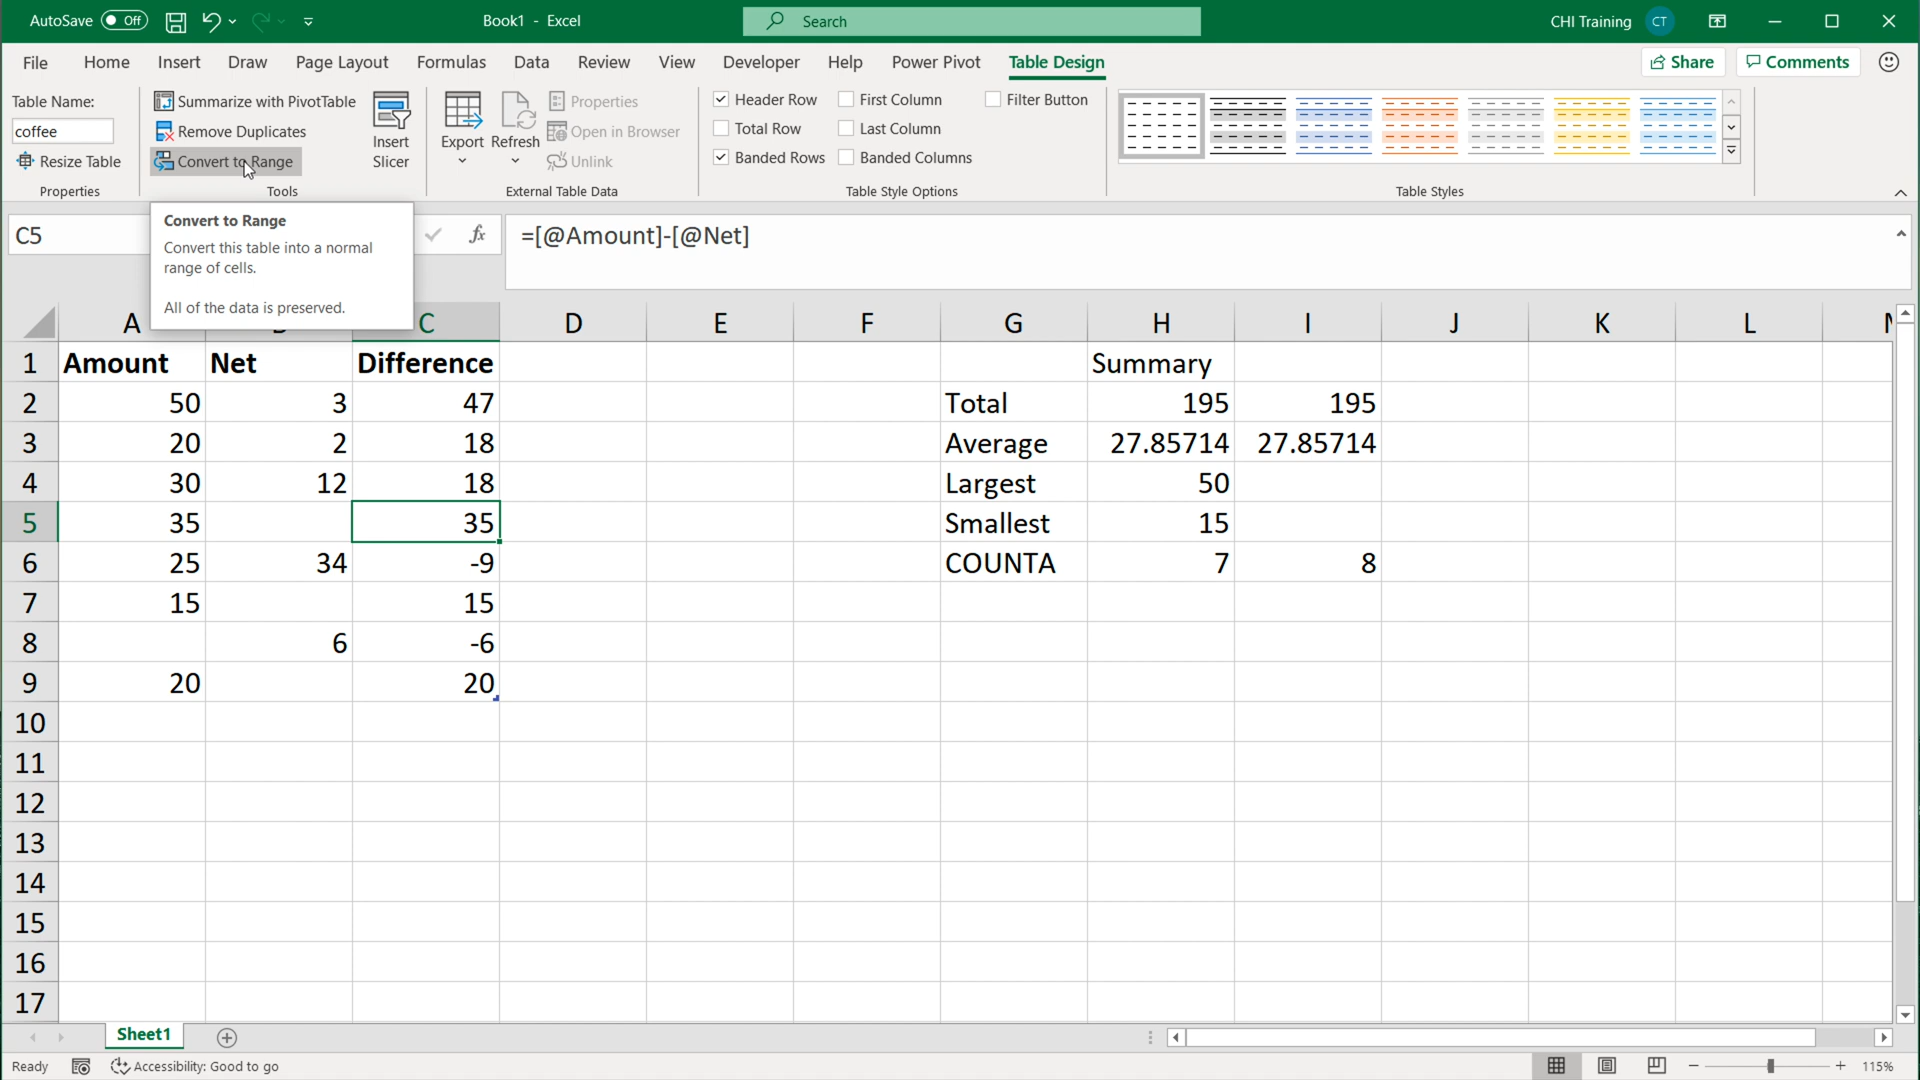 AutoSave Off
Book1 - Excel
Search
CHI Training CT
File Home Insert Draw Page Layout Formulas Data Review View Developer Help Power Pivot Table Design
Share Comments
Table Name:
coffee
Resize Table
Properties
Summarize with PivotTable
Remove Duplicates
Convert to Range
Tools
Insert
Slicer
Export Refresh
Properties
Open in Browser
Unlink
External Table Data
Header Row First Column Filter Button
Total Row Last Column
Banded Rows Banded Columns
Table Style Options
Table Styles
C5
fx
=[@Amount]-[@Net]
Convert to Range
Convert this table into a normal
range of cells.
All of the data is preserved.
A C D E F G H I J K L
1 Amount Net Difference Summary
2 50 3 47 Total 195 195
3 20 2 18 Average 27.85714 27.85714
4 30 12 18 Largest 50
5 35 35 Smallest 15
6 25 34 -9 COUNTA 7 8
7 15 15
8 6 -6
9 20 20
10
11
12
13
14
15
16
17
Sheet1
Ready Accessibility: Good to go 115%